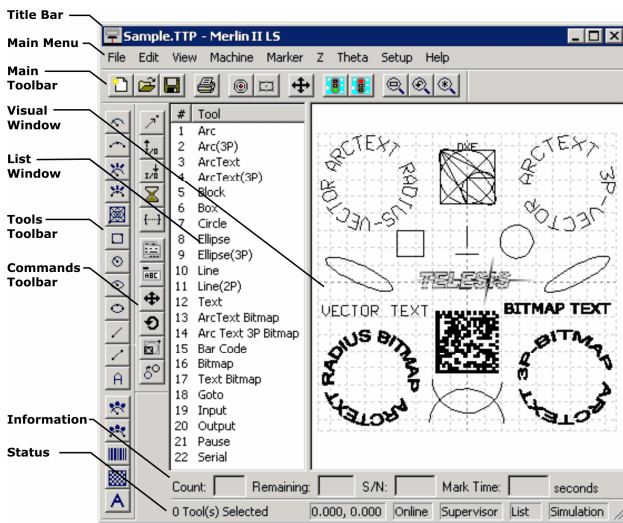 Title Bar
Sample.TTP - Merlin II LS
Main Menu
File Edit View Machine Marker Z Theta Setup Help
Main
Toolbar
Visual
Window
List
Window
Tools
Toolbar
Commands
Toolbar
Information
Status
I/O
I/O
ABC
A
A
# Tool
1 Arc
2 Arc(3P)
3 ArcText
4 ArcText(3P)
5 Block
6 Box
7 Circle
8 Ellipse
9 Ellipse(3P)
10 Line
11 Line(2P)
12 Text
13 ArcText Bitmap
14 Arc Text 3P Bitmap
15 Bar Code
16 Bitmap
17 Text Bitmap
18 Goto
19 Input
20 Output
21 Pause
22 Serial
ARCTEXT RADIUS-VECTOR
DXF
ARCTEXT 3P-VECTOR
TELESIS
VECTOR TEXT
BITMAP TEXT
RADIUS BITMAP ARCTEXT
3P-BITMAP ARCTEXT
Count: Remaining: S/N: Mark Time: seconds
0 Tool(s) Selected 0.000, 0.000 Online Supervisor List Simulation